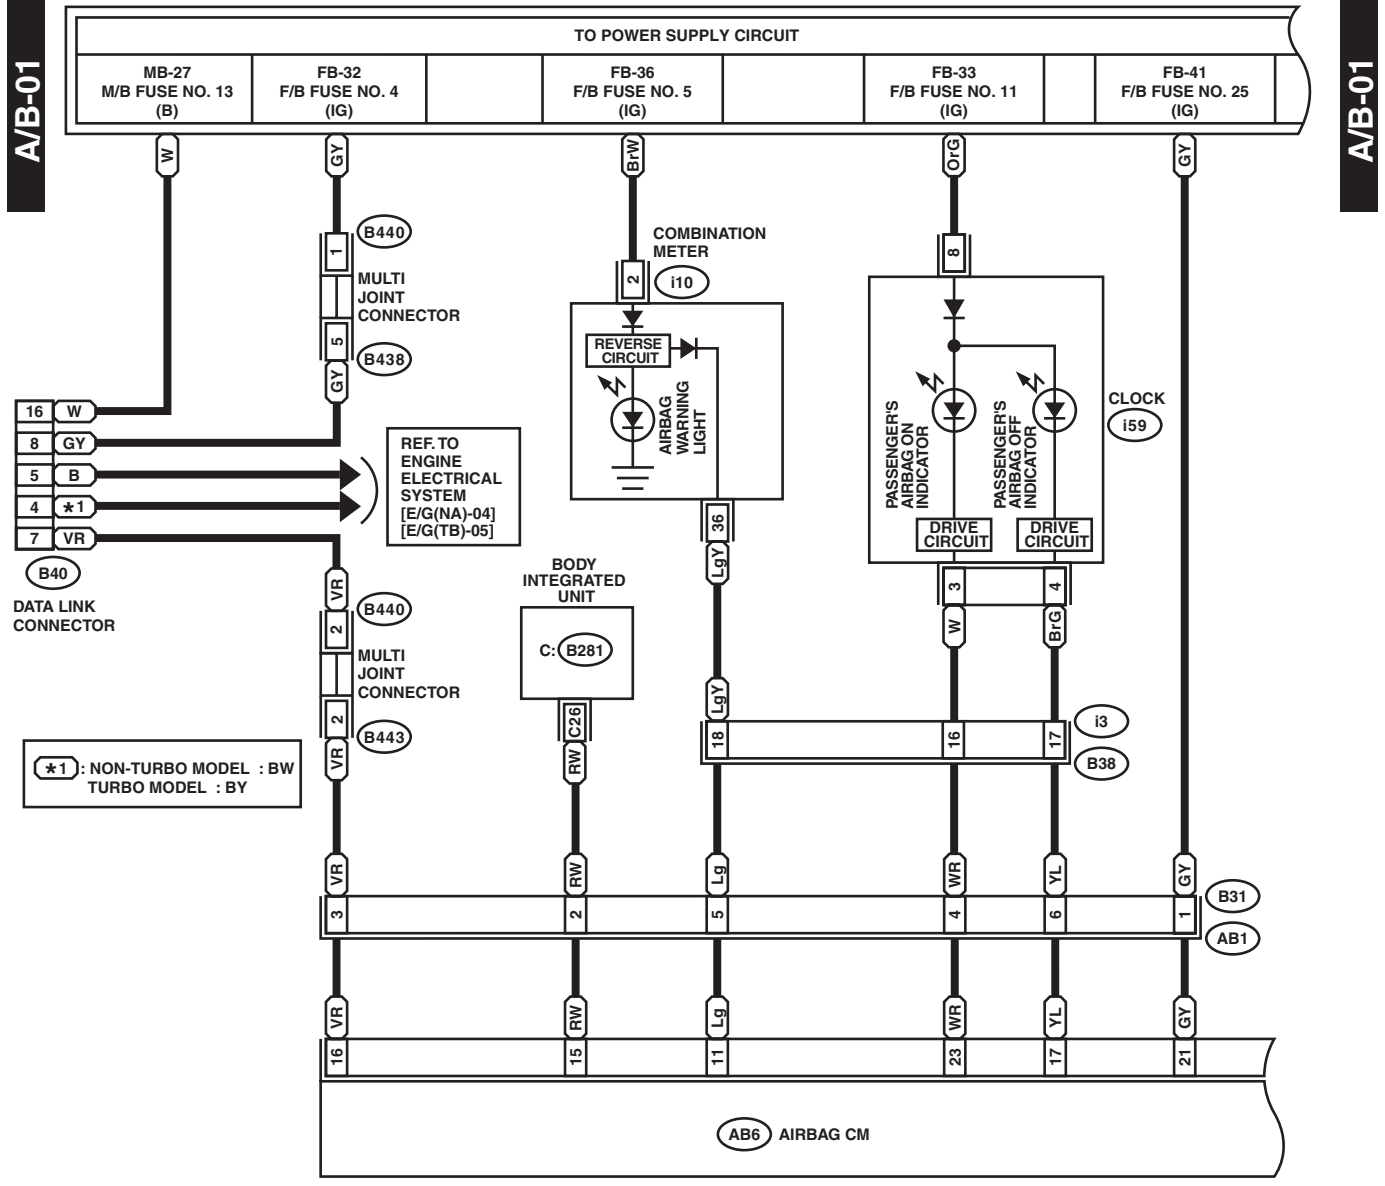 A/B-01
A/B-01
TO POWER SUPPLY CIRCUIT
MB-27
M/B FUSE NO. 13
(B)
FB-32
F/B FUSE NO. 4
(IG)
FB-36
F/B FUSE NO. 5
(IG)
FB-33
F/B FUSE NO. 11
(IG)
FB-41
F/B FUSE NO. 25
(IG)
W
GY
BrW
OrG
GY
1
B440
MULTI
JOINT
CONNECTOR
5
B438
GY
COMBINATION
METER
2
i10
REVERSE
CIRCUIT
AIRBAG
WARNING
LIGHT
36
LgY
8
PASSENGER'S
AIRBAG ON
INDICATOR
PASSENGER'S
AIRBAG OFF
INDICATOR
CLOCK
i59
DRIVE
CIRCUIT
DRIVE
CIRCUIT
3
4
W
BrG
16
W
8
GY
5
B
4
*1
7
VR
B40
DATA LINK
CONNECTOR
REF. TO
ENGINE
ELECTRICAL
SYSTEM
[E/G(NA)-04]
[E/G(TB)-05]
VR
2
B440
MULTI
JOINT
CONNECTOR
2
B443
VR
BODY
INTEGRATED
UNIT
C: B281
C26
RW
LgY
18
16
17
i3
B38
*1 : NON-TURBO MODEL : BW
TURBO MODEL : BY
VR
RW
Lg
WR
YL
GY
3
2
5
4
6
1
B31
AB1
VR
RW
Lg
WR
YL
GY
16
15
11
23
17
21
AB6 AIRBAG CM